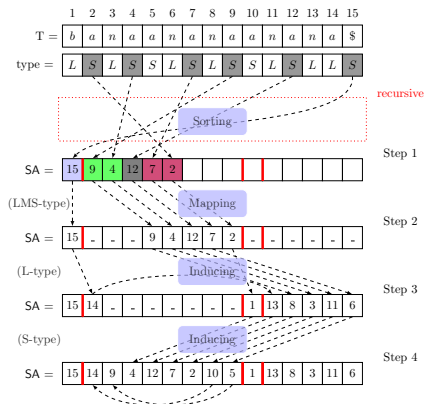 1 2 3 4 5 6 7 8 9 10 11 12 13 14 15
T = b a n a a n a n a a n a n a $
type = L S L S S L S L S S L S L L S
recursive
Sorting
Step 1
SA = 15 9 4 12 7 2
(LMS-type) Mapping
Step 2
SA = 15 - - - 9 4 12 7 2 - - - - - -
(L-type) Inducing
Step 3
SA = 15 14 - - - - - - - 1 13 8 3 11 6
(S-type) Inducing
Step 4
SA = 15 14 9 4 12 7 2 10 5 1 13 8 3 11 6